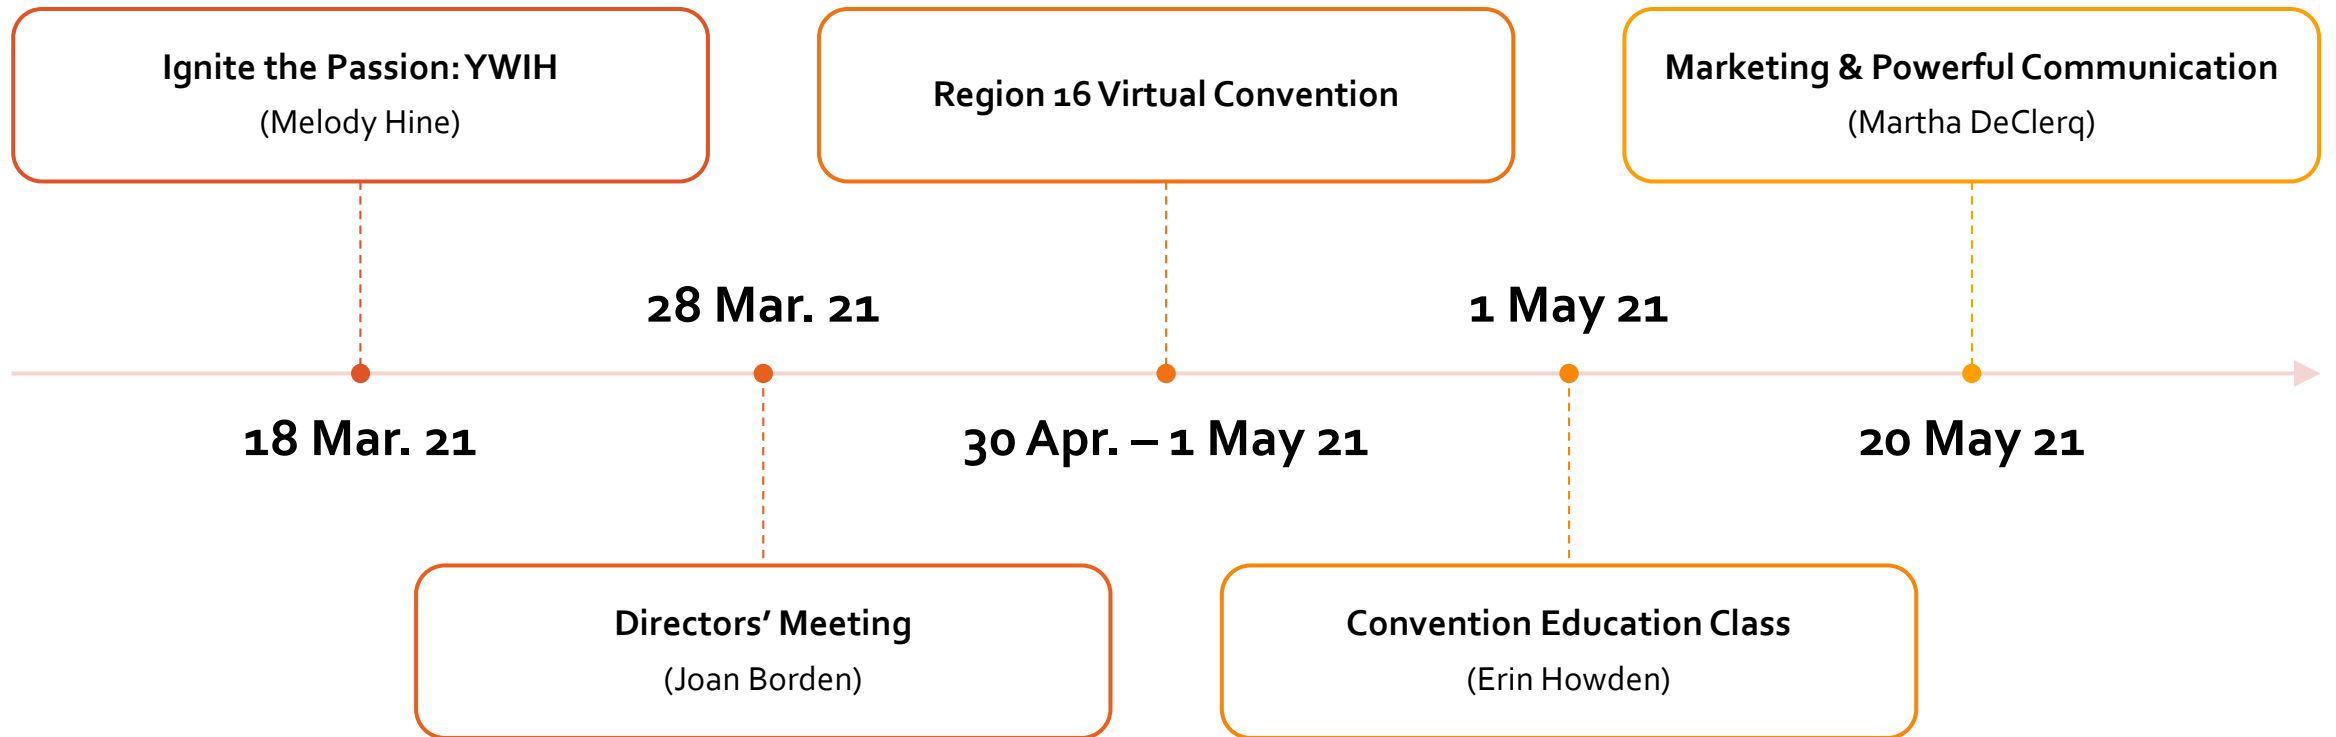 Ignite the Passion: YWIH
(Melody Hine)
Region 16 Virtual Convention
Marketing & Powerful Communication
(Martha DeClerq)
28 Mar. 21
1 May 21
18 Mar. 21
30 Apr. – 1 May 21
20 May 21
Directors’ Meeting
(Joan Borden)
Convention Education Class
(Erin Howden)